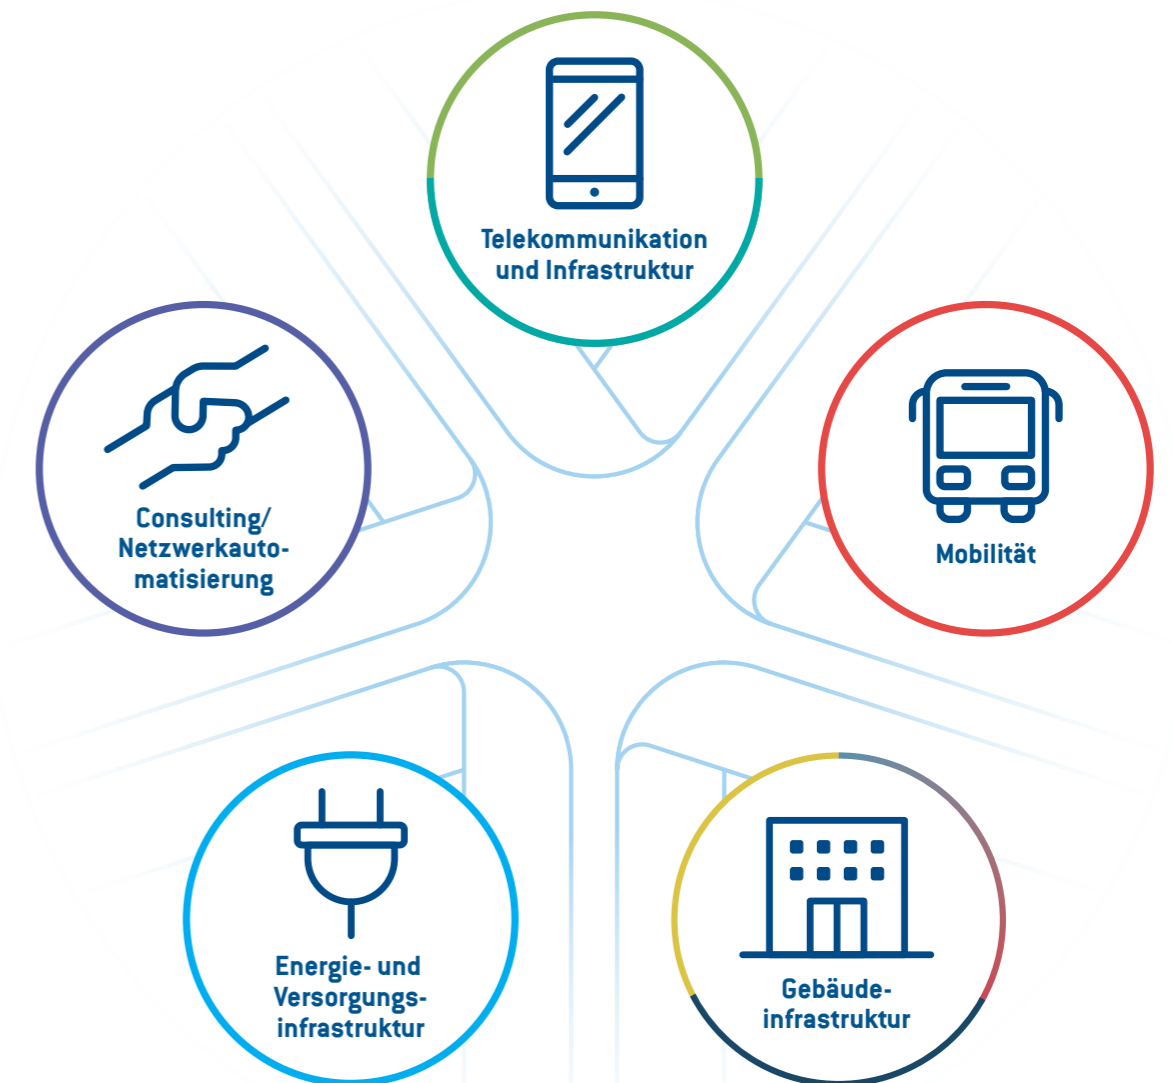 Telekommunikation
und Infrastruktur
Consulting/
Netzwerkauto-
matisierung
Mobilität
Energie- und
Versorgungs-
infrastruktur
Gebäude-
infrastruktur